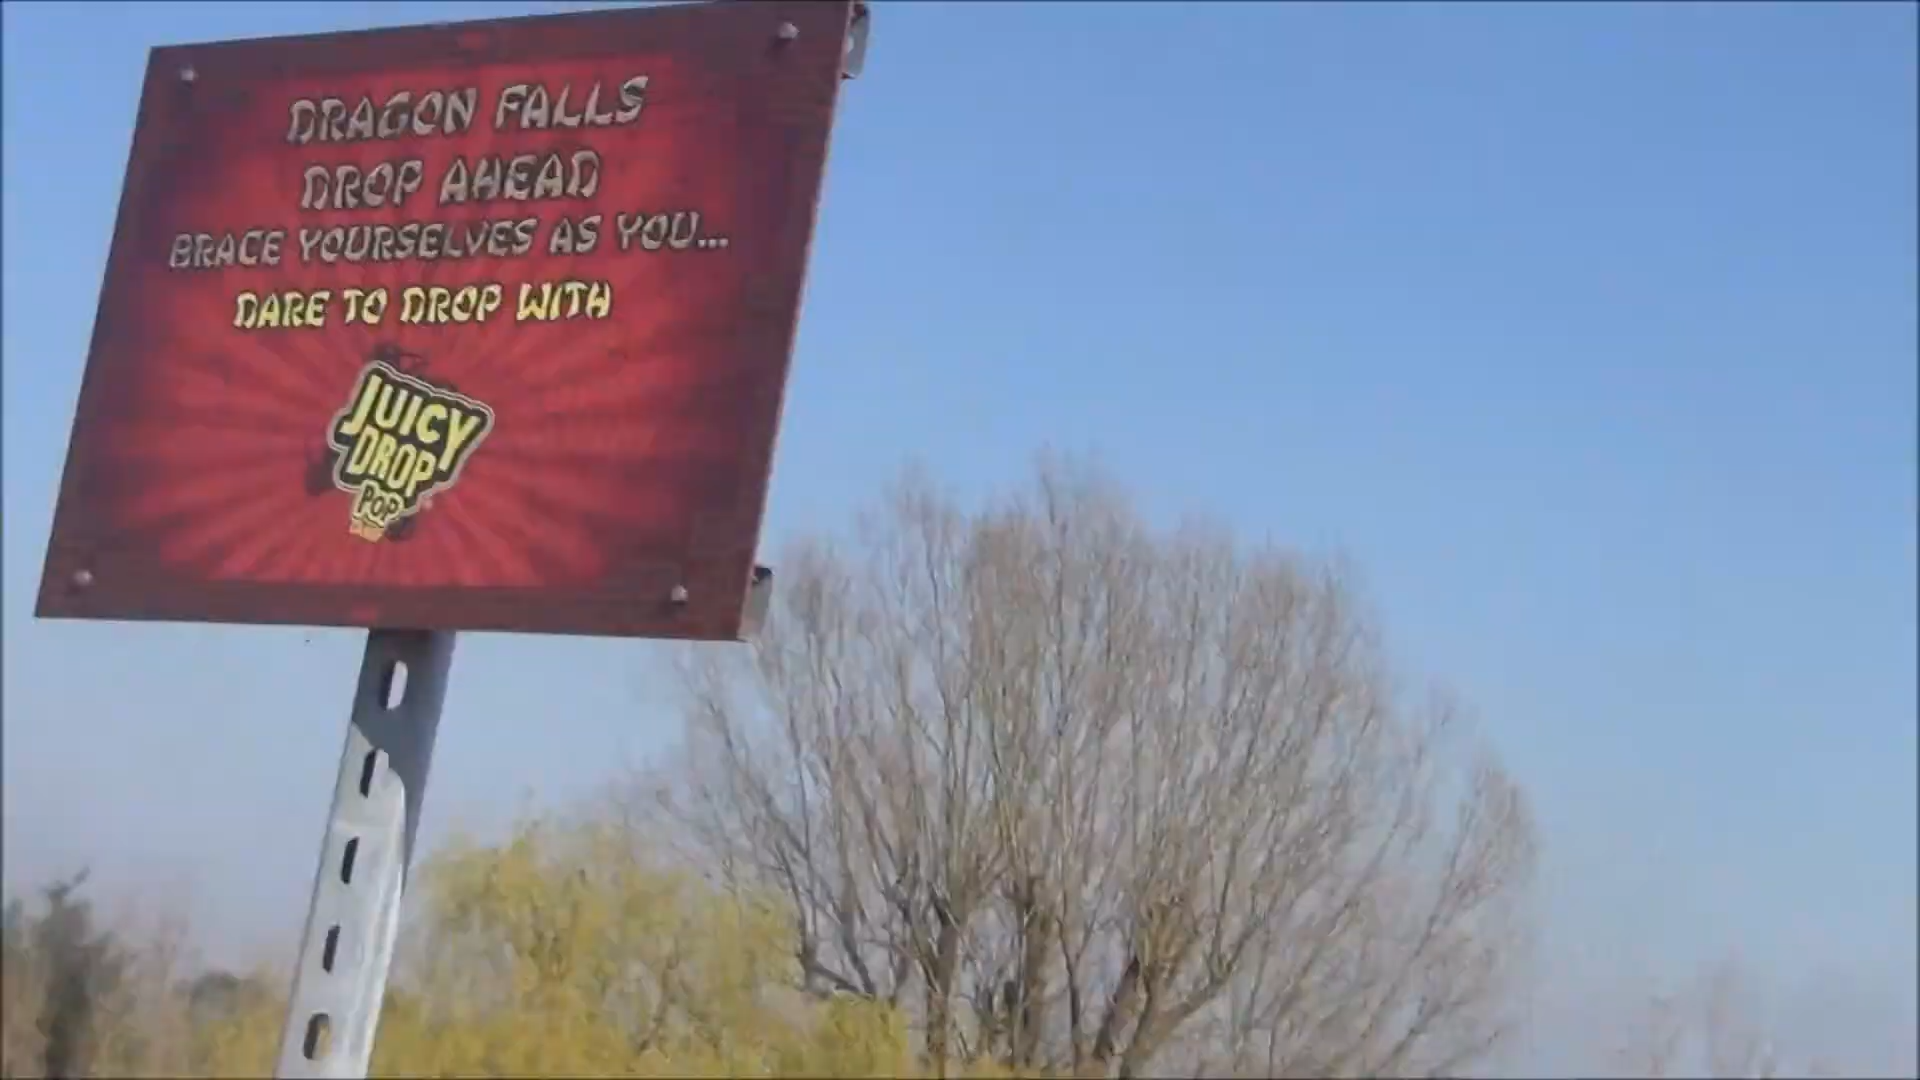 DRAGON FALLS
DROP AHEAD
BRACE YOURSELVES AS YOU...
DARE TO DROP WITH
JUICY
DROP
POP